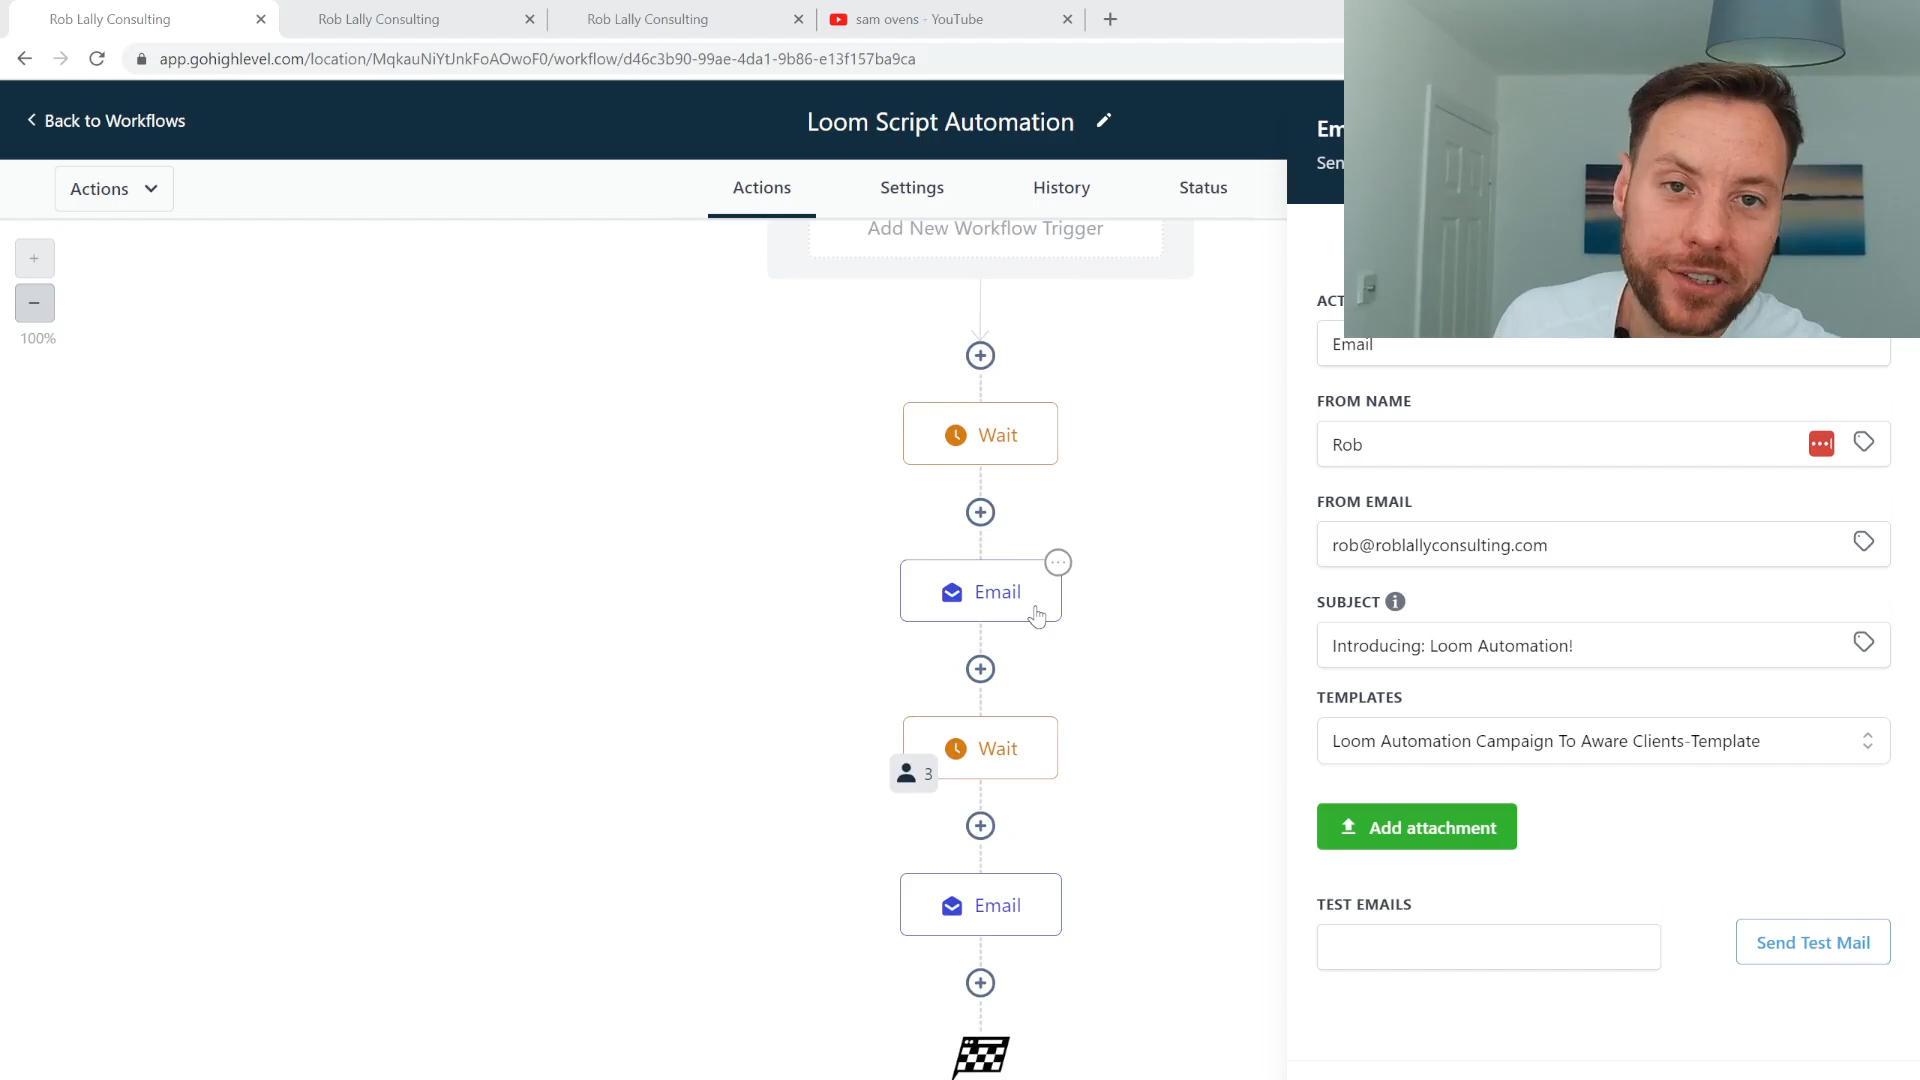 Rob Lally Consulting
Rob Lally Consulting
Rob Lally Consulting
sam ovens - YouTube
app.gohighlevel.com/location/MqkauNiYtJnkFoAOwoF0/workflow/d46c3b90-99ae-4da1-9b86-e13f157ba9ca
Back to Workflows
Loom Script Automation
Em
Sen
Actions
Actions
Settings
History
Status
Add New Workflow Trigger
+
−
100%
Wait
Email
Wait
3
Email
ACT
Email
FROM NAME
Rob
FROM EMAIL
rob@roblallyconsulting.com
SUBJECT
Introducing: Loom Automation!
TEMPLATES
Loom Automation Campaign To Aware Clients-Template
Add attachment
TEST EMAILS
Send Test Mail